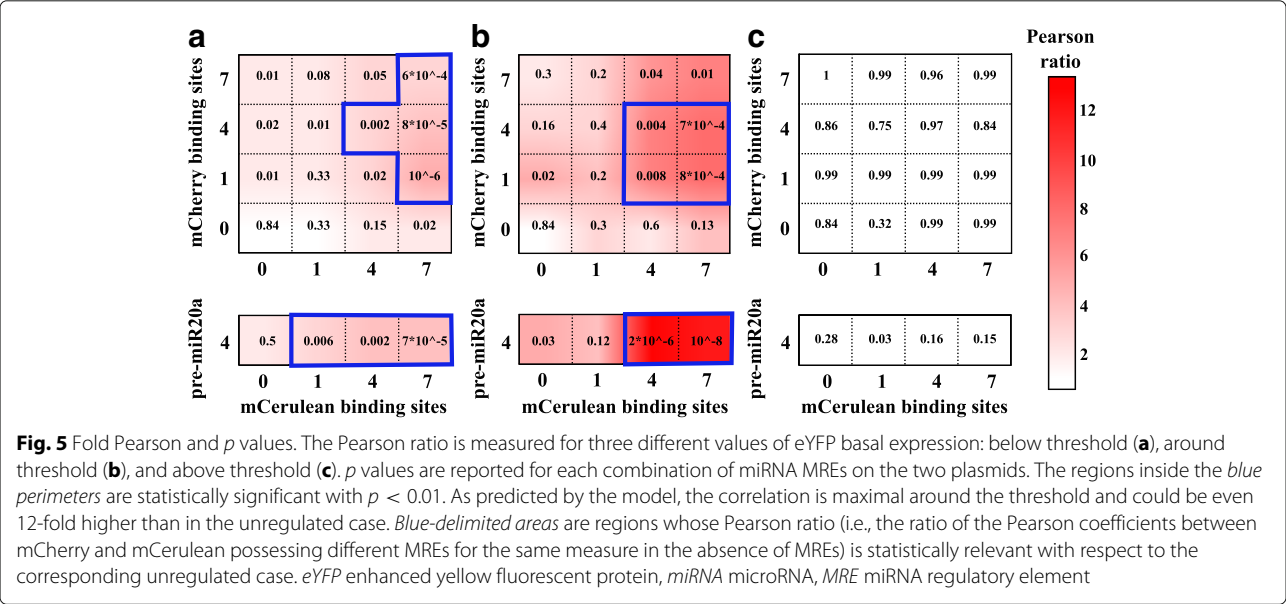 a
b
c
Pearson ratio
mCherry binding sites
7 0.01 0.08 0.05 6*10^-4
4 0.02 0.01 0.002 8*10^-5
1 0.01 0.33 0.02 10^-6
0 0.84 0.33 0.15 0.02
0 1 4 7
mCherry binding sites
7 0.3 0.2 0.04 0.01
4 0.16 0.4 0.004 7*10^-4
1 0.02 0.2 0.008 8*10^-4
0 0.84 0.3 0.6 0.13
0 1 4 7
mCherry binding sites
7 1 0.99 0.96 0.99
4 0.86 0.75 0.97 0.84
1 0.99 0.99 0.99 0.99
0 0.84 0.32 0.99 0.99
0 1 4 7
12
10
8
6
4
2
pre-miR20a
4 0.5 0.006 0.002 7*10^-5
0 1 4 7
mCerulean binding sites
pre-miR20a
4 0.03 0.12 2*10^-6 10^-8
0 1 4 7
mCerulean binding sites
pre-miR20a
4 0.28 0.03 0.16 0.15
0 1 4 7
mCerulean binding sites
Fig. 5 Fold Pearson and p values. The Pearson ratio is measured for three different values of eYFP basal expression: below threshold (a), around
threshold (b), and above threshold (c). p values are reported for each combination of miRNA MREs on the two plasmids. The regions inside the blue
perimeters are statistically significant with p < 0.01. As predicted by the model, the correlation is maximal around the threshold and could be even
12-fold higher than in the unregulated case. Blue-delimited areas are regions whose Pearson ratio (i.e., the ratio of the Pearson coefficients between
mCherry and mCerulean possessing different MREs for the same measure in the absence of MREs) is statistically relevant with respect to the
corresponding unregulated case. eYFP enhanced yellow fluorescent protein, miRNA microRNA, MRE miRNA regulatory element